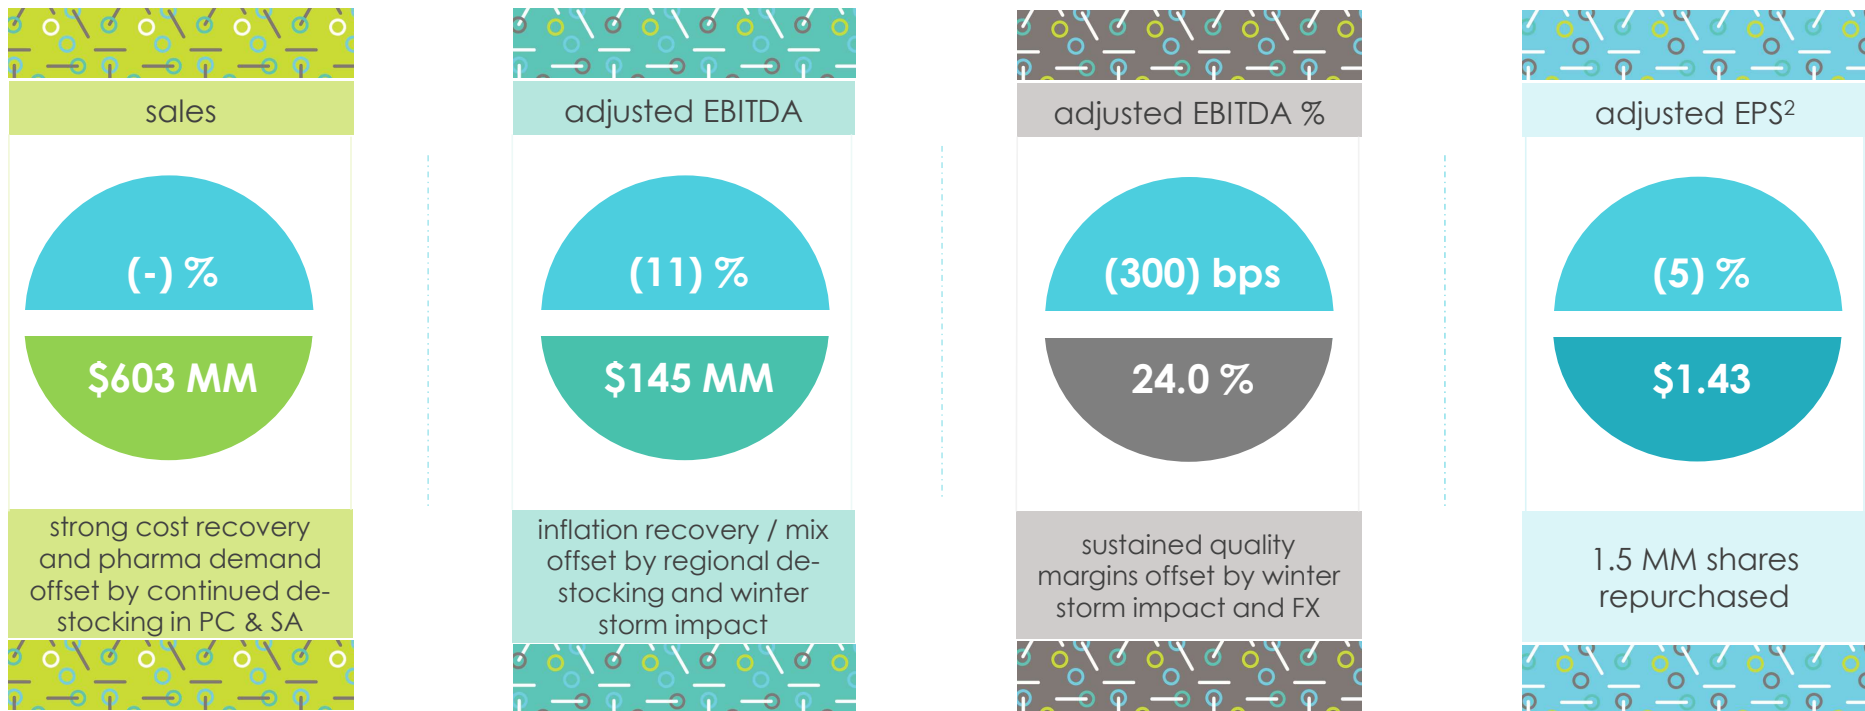 sales
(-) %
$603 MM
strong cost recovery
and pharma demand
offset by continued de-
stocking in PC & SA
adjusted EBITDA
(11) %
$145 MM
inflation recovery / mix
offset by regional de-
stocking and winter
storm impact
adjusted EBITDA %
(300) bps
24.0 %
sustained quality
margins offset by winter
storm impact and FX
adjusted EPS²
(5) %
$1.43
1.5 MM shares
repurchased